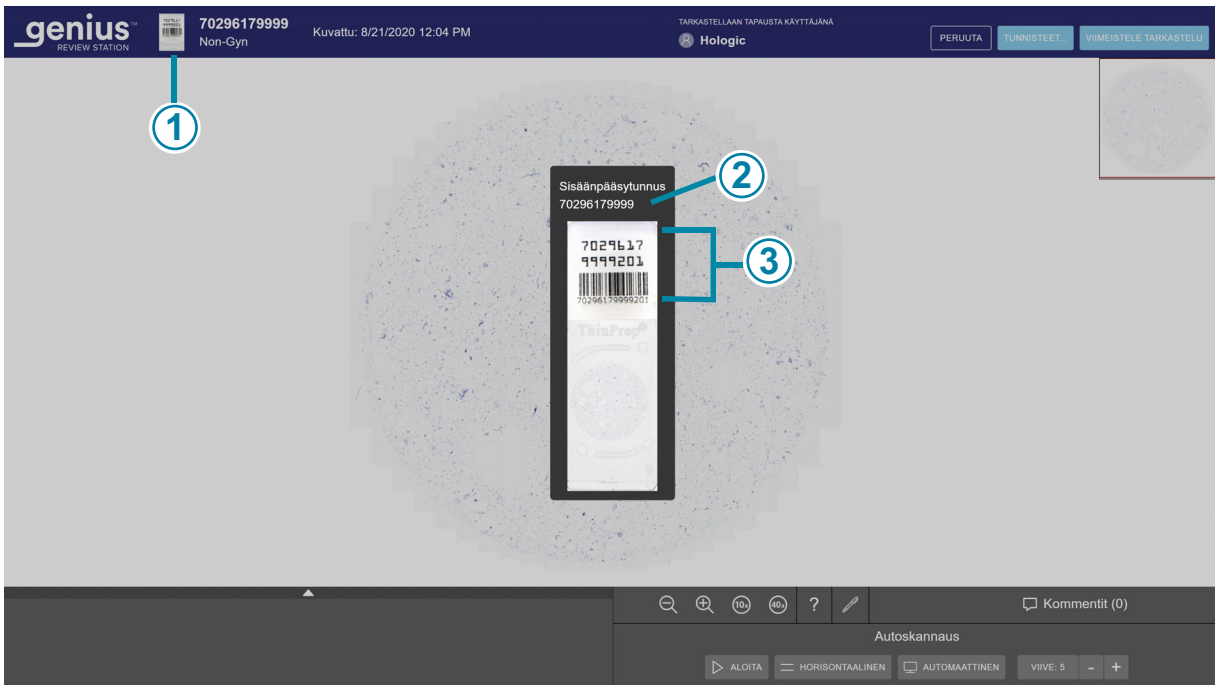 genius™
REVIEW STATION
70296179999
Non-Gyn
Kuvattu: 8/21/2020 12:04 PM
TARKASTELLAAN TAPAUSTA KÄYTTÄJÄNÄ
Hologic
PERUUTA
TUNNISTEET...
VIIMEISTELE TARKASTELU
1
Sisäänpääsytunnus
70296179999
2
7029617
9999201
70296179999201
3
ThinPrep®
10x
40x
?
Kommentit (0)
Autoskannaus
ALOITA
HORISONTAALINEN
AUTOMAATTINEN
VIIVE: 5
-
+